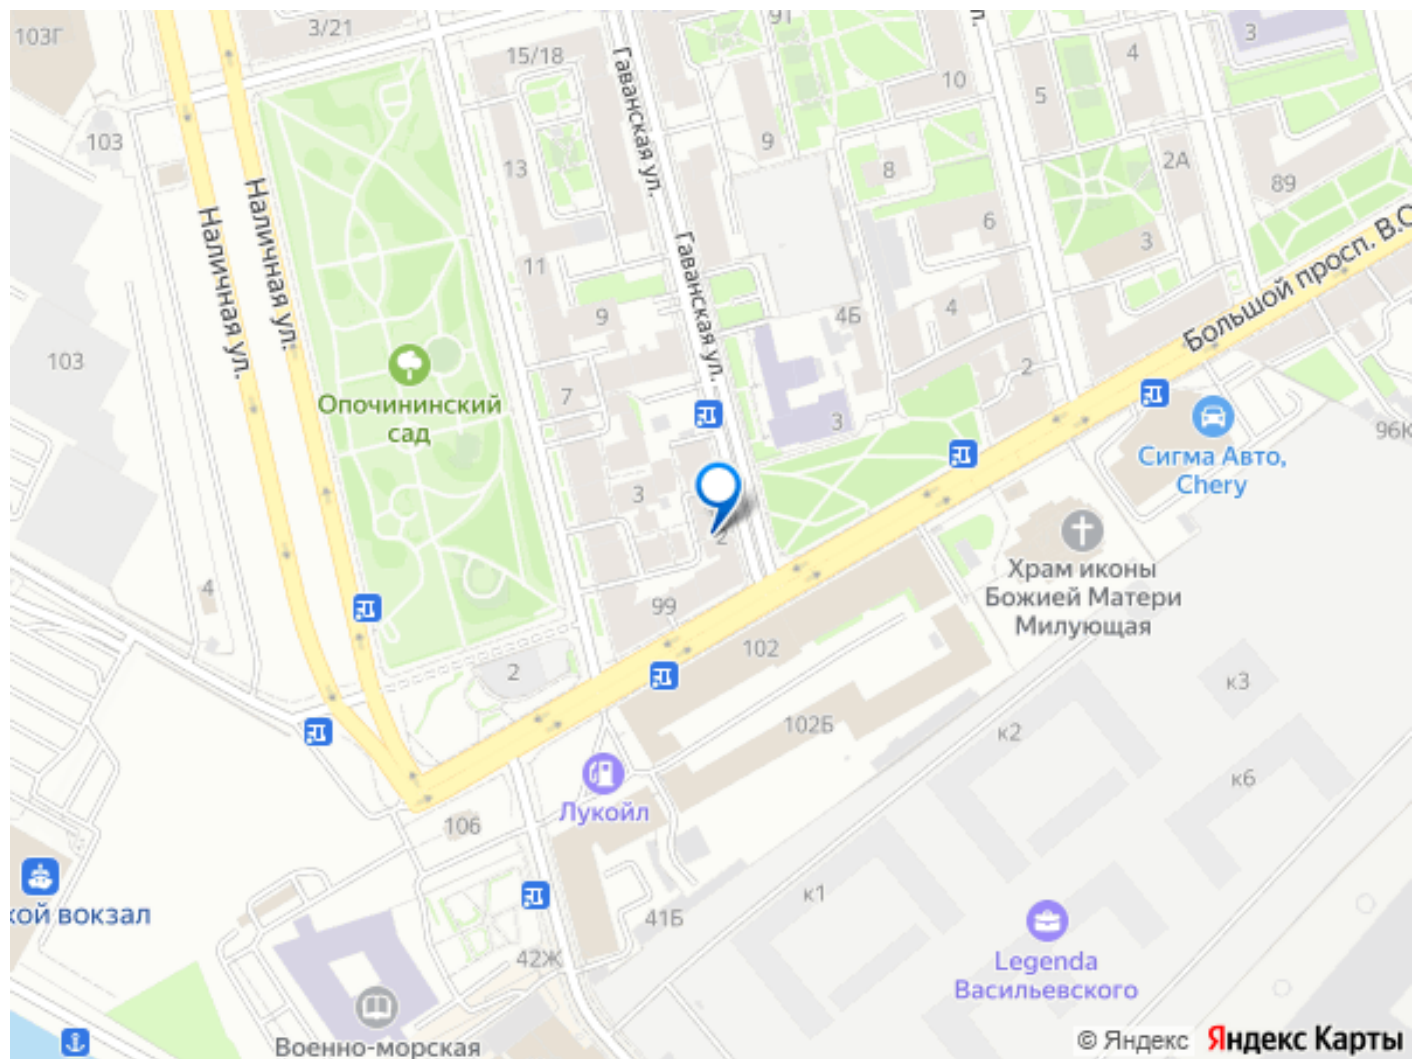 103Г
3/21
91
15/18
Гаванская ул.
3
4
10
5
103
9
13
2А
8
89
Наличная ул.
Наличная ул.
6
3
Гаванская ул.
11
Большой просп. В.О
9
4Б
4
103
2
7
Опочининский
сад
3
96К
Сигма Авто,
Chery
3
2
4
Храм иконы
Божией Матери
Милующая
99
102
2
к3
102Б
к2
к6
Лукойл
106
к1
кой вокзал
41Б
42Ж
Legenda
Васильевского
Военно-морская
© Яндекс Яндекс Карты